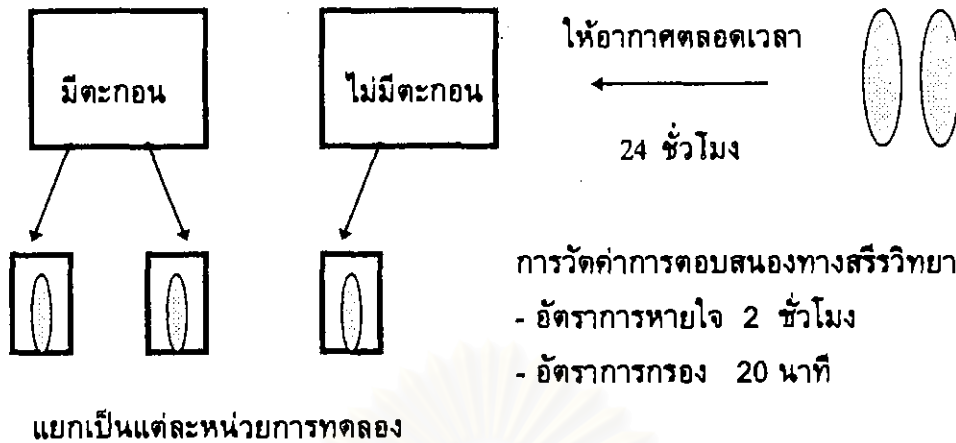 มีตะกอน
ไม่มีตะกอน
ให้อากาศตลอดเวลา
24 ชั่วโมง
การวัดค่าการตอบสนองทางสรีรวิทยา
- อัตราการหายใจ 2 ชั่วโมง
- อัตราการกรอง 20 นาที
แยกเป็นแต่ละหน่วยการทดลอง